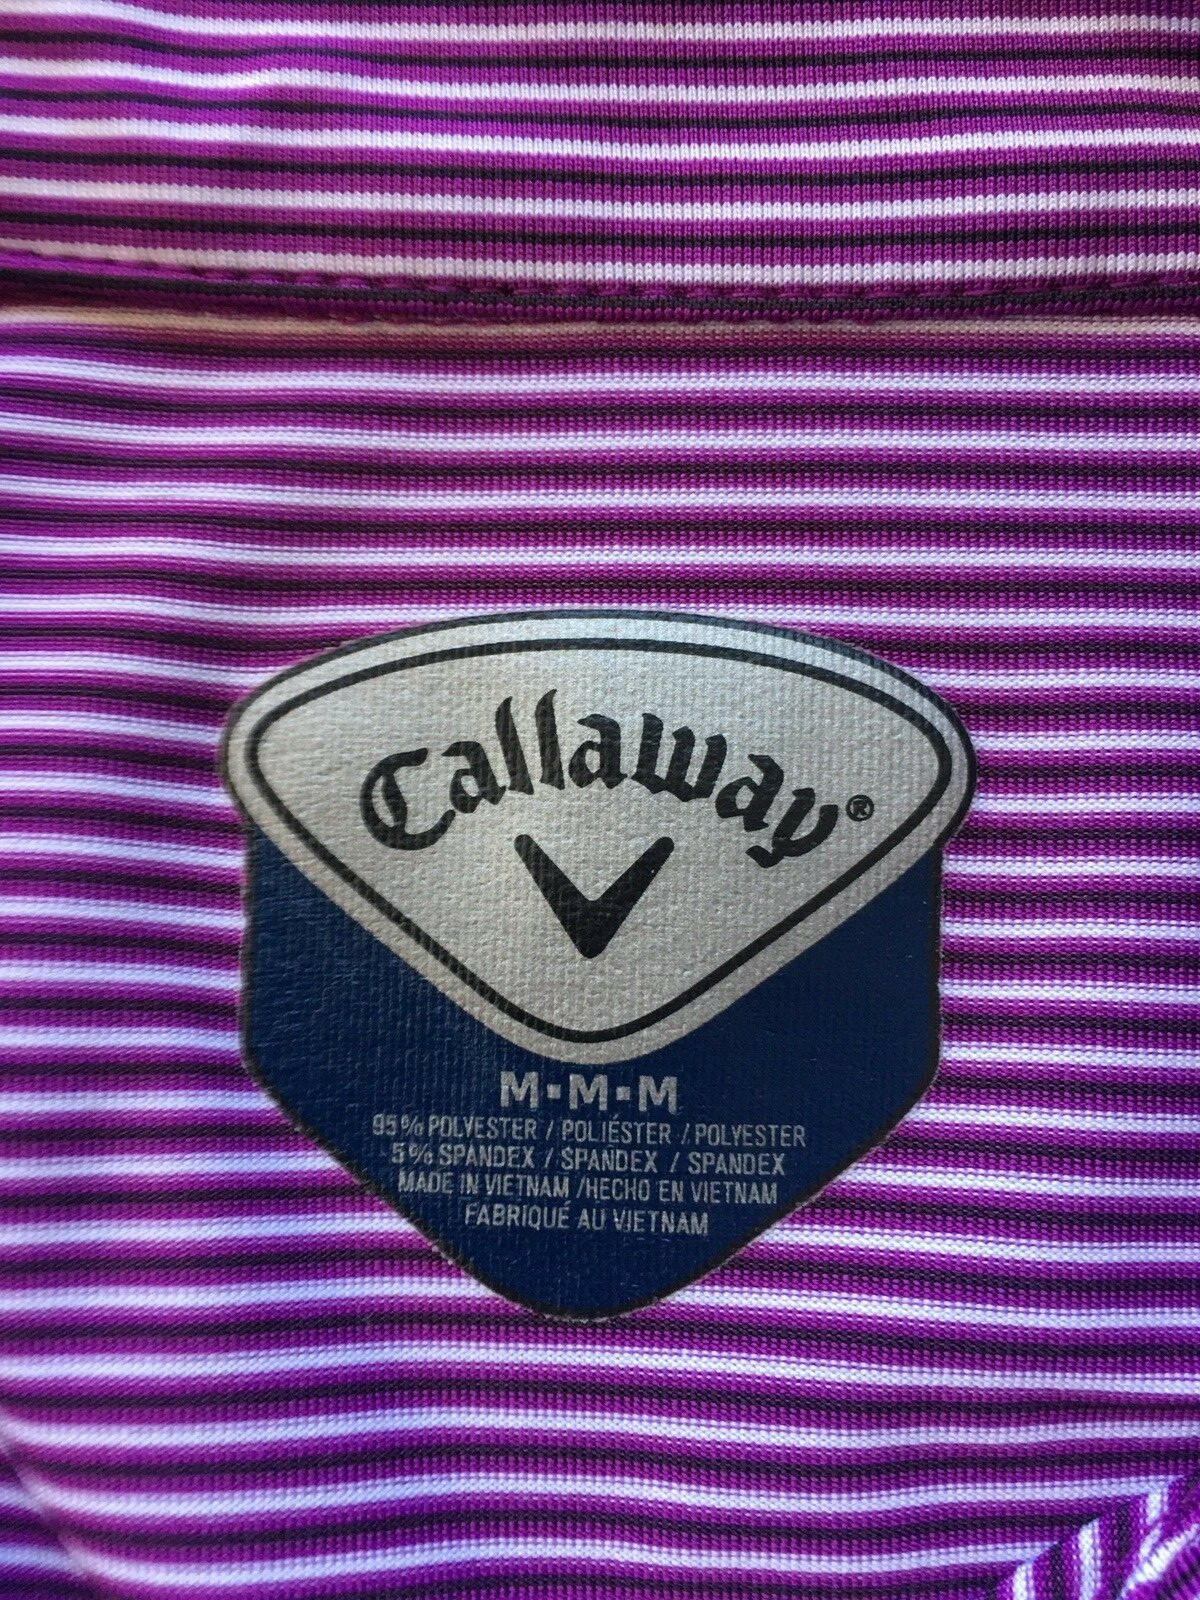 Callaway®
M▪M▪M
95% POLYESTER / POLIÉSTER / POLYESTER
5% SPANDEX / SPANDEX / SPANDEX
MADE IN VIETNAM /HECHO EN VIETNAM
FABRIQUÉ AU VIETNAM